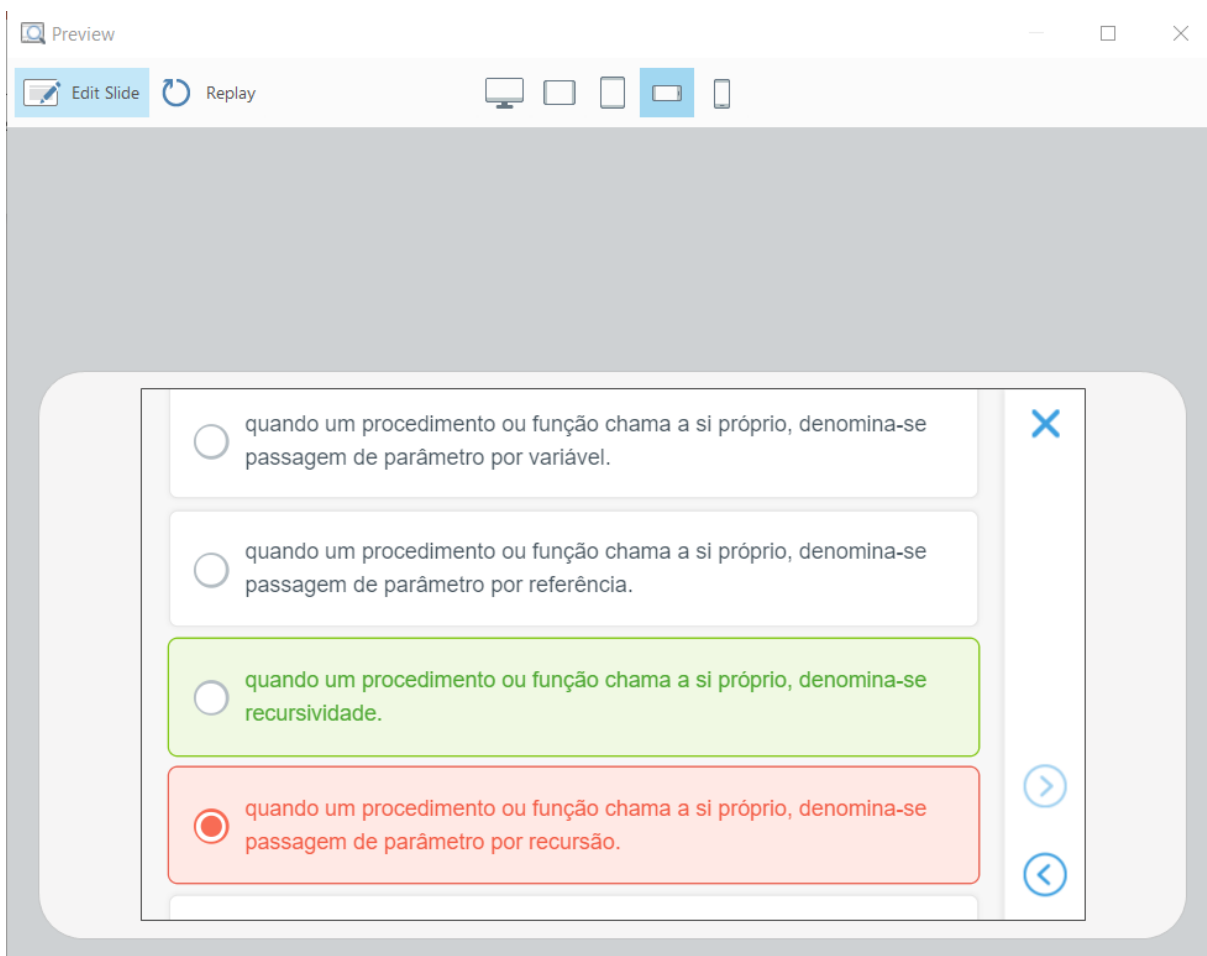 Preview
Edit Slide
Replay
quando um procedimento ou função chama a si próprio, denomina-se
passagem de parâmetro por variável.
quando um procedimento ou função chama a si próprio, denomina-se
passagem de parâmetro por referência.
quando um procedimento ou função chama a si próprio, denomina-se
recursividade.
quando um procedimento ou função chama a si próprio, denomina-se
passagem de parâmetro por recursão.